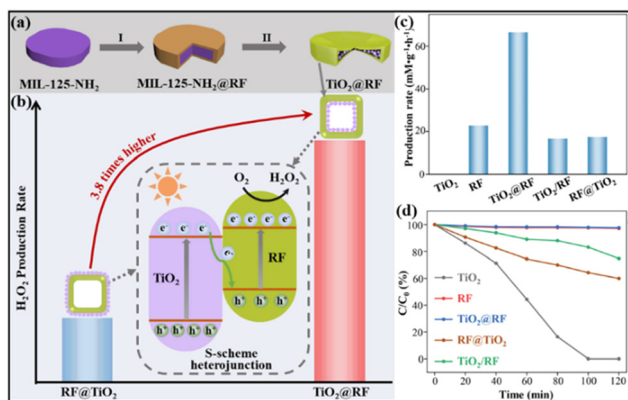 (a)
I
II
MIL-125-NH₂
MIL-125-NH₂@RF
TiO₂@RF
(b)
H₂O₂ Production Rate
3.8 times higher
O₂
H₂O₂
e⁻ e⁻ e⁻
e⁻ e⁻ e⁻
e⁻
TiO₂
RF
h⁺ h⁺ h⁺
h⁺ h⁺ h⁺ h⁺
S-scheme
heterojunction
RF@TiO₂
TiO₂@RF
(c)
Production rate (mM•g⁻¹•h⁻¹)
60
40
20
0
TiO₂
RF
TiO₂@RF
TiO₂/RF
RF@TiO₂
(d)
C/C₀ (%)
100
80
60
40
20
0
TiO₂
RF
TiO₂@RF
RF@TiO₂
TiO₂/RF
0 20 40 60 80 100 120
Time (min)